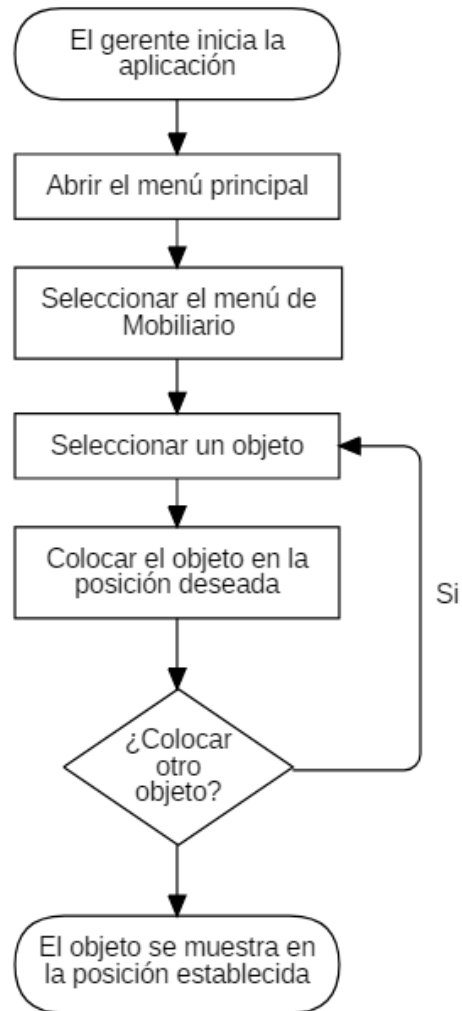 El gerente inicia la
aplicación
Abrir el menú principal
Seleccionar el menú de
Mobiliario
Seleccionar un objeto
Colocar el objeto en la
posición deseada
Si
¿Colocar
otro
objeto?
El objeto se muestra en
la posición establecida